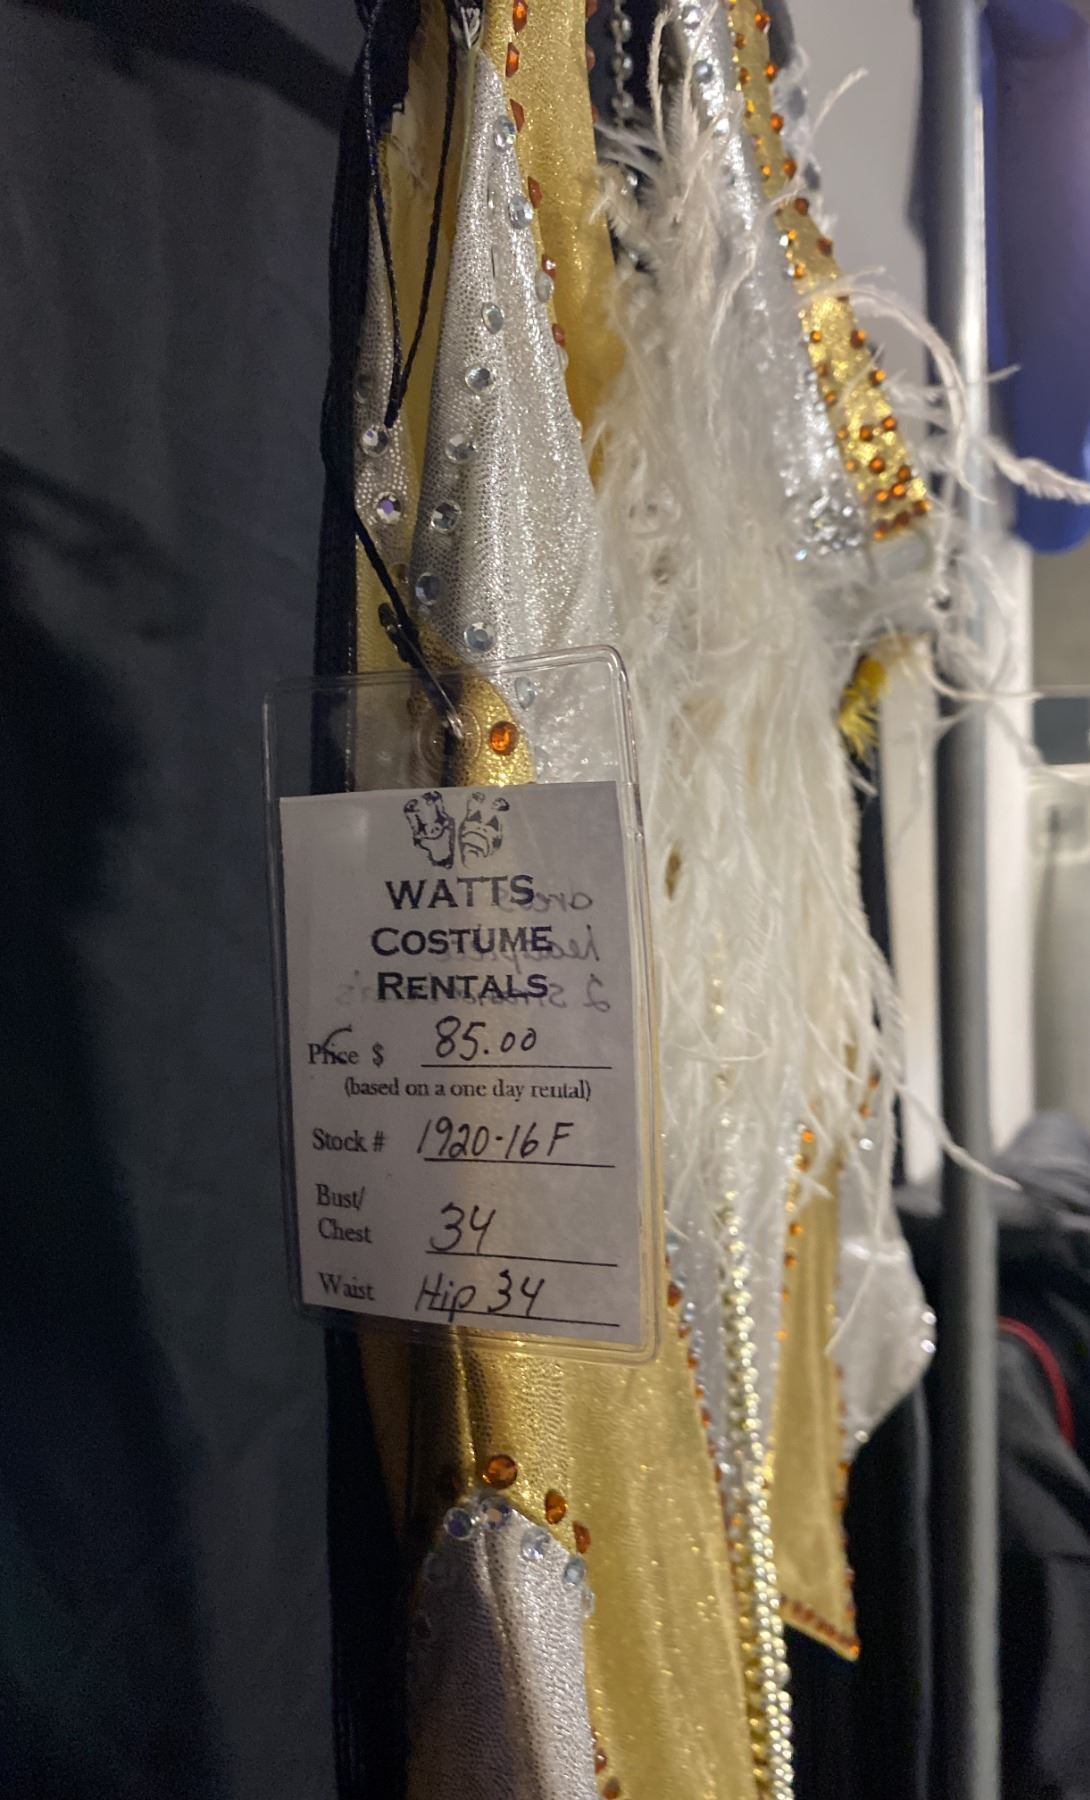 WATTS
COSTUME
RENTALS
Price $ 85.00
(based on a one day rental)
Stock # 1920-16F
Bust/
Chest 34
Waist Hip 34